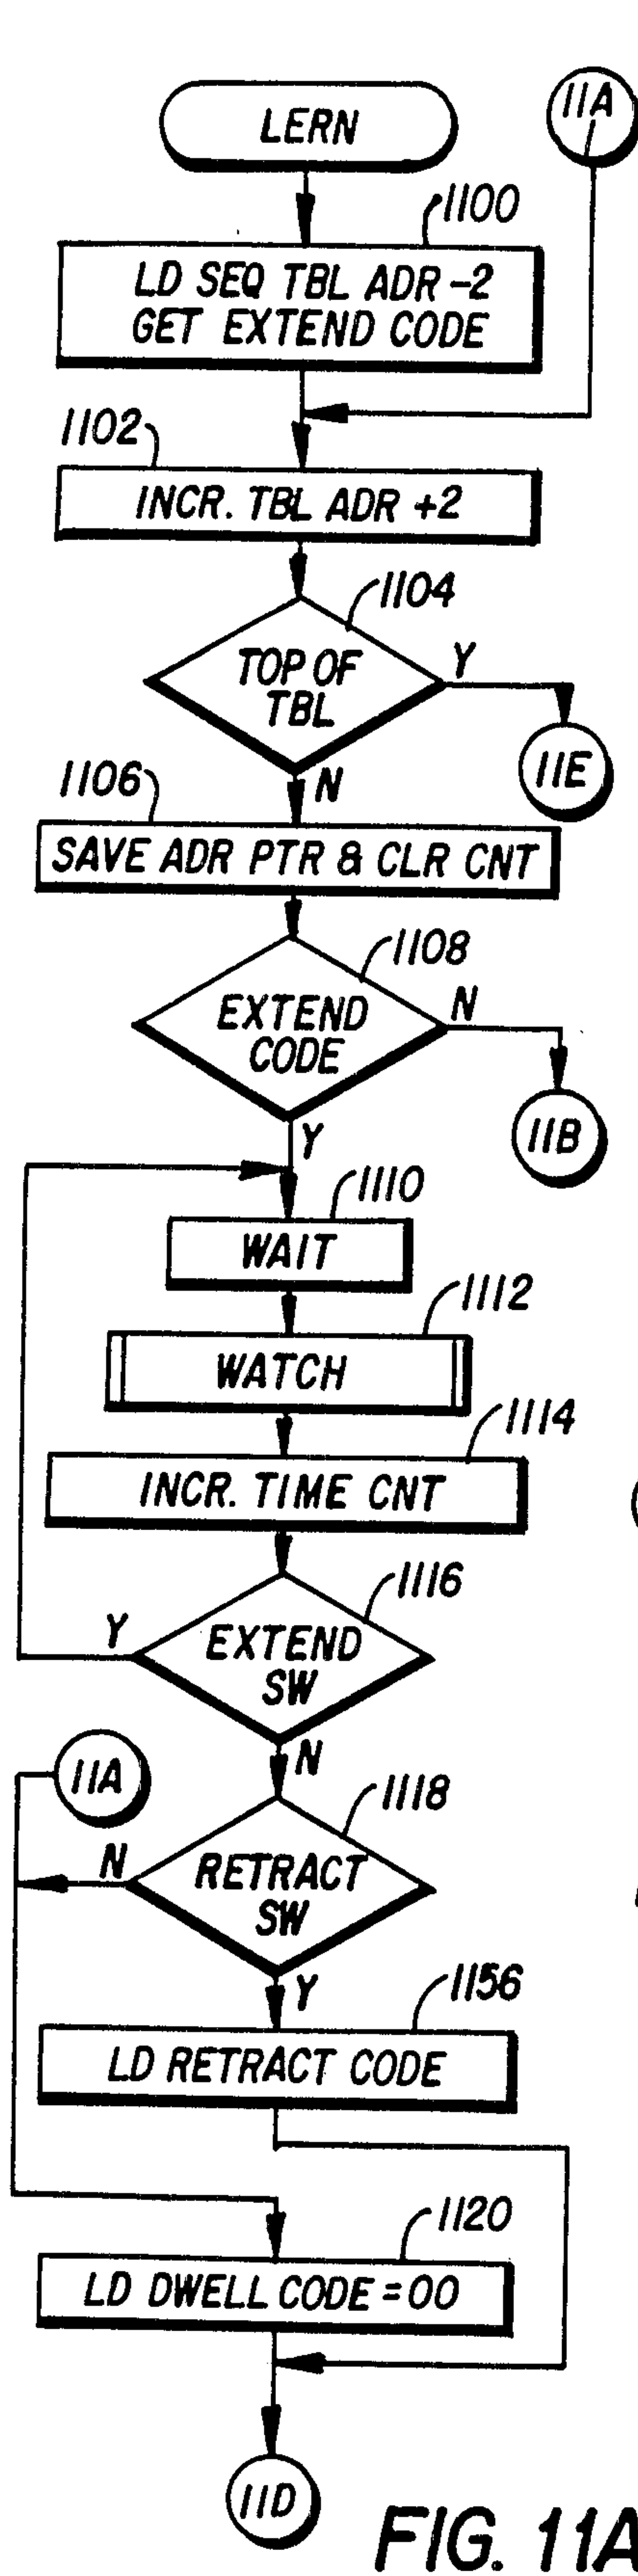 LERN
11A
1100
LD SEQ TBL ADR -2
GET EXTEND CODE
1102
INCR. TBL ADR +2
1104
TOP OF
TBL
Y
11E
N
1106
SAVE ADR PTR & CLR CNT
1108
EXTEND
CODE
N
11B
Y
1110
WAIT
1112
WATCH
1114
INCR. TIME CNT
1116
EXTEND
SW
Y
N
11A
1118
RETRACT
SW
N
Y
1156
LD RETRACT CODE
1120
LD DWELL CODE = 00
11D
FIG. 11A